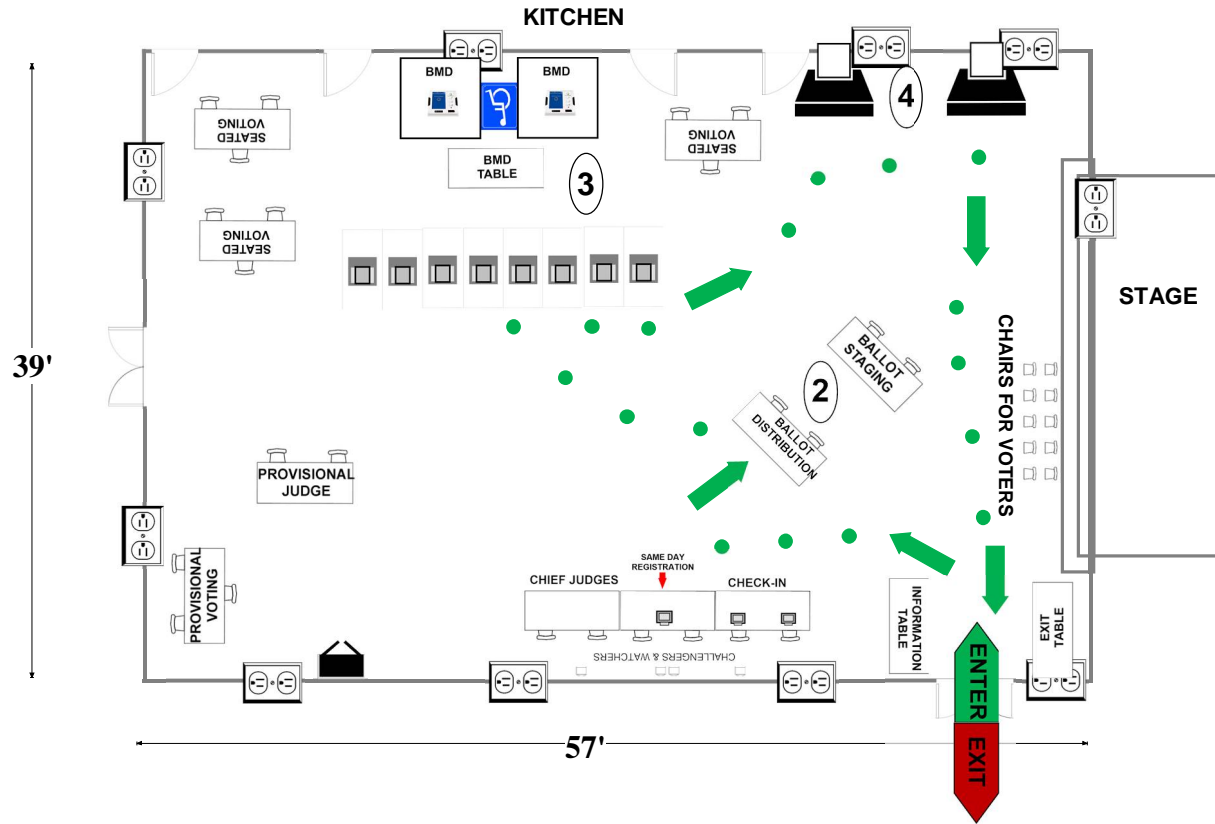 KITCHEN
BMD
BMD
4
SEATED
VOTING
SEATED
VOTING
BMD
TABLE
3
SEATED
VOTING
STAGE
39'
CHAIRS FOR VOTERS
BALLOT
STAGING
2
BALLOT
DISTRIBUTION
PROVISIONAL
JUDGE
SAME DAY
REGISTRATION
CHIEF JUDGES
CHECK-IN
PROVISIONAL
VOTING
INFORMATION
TABLE
EXIT
TABLE
CHALLENGERS & WATCHERS
ENTER
EXIT
57'